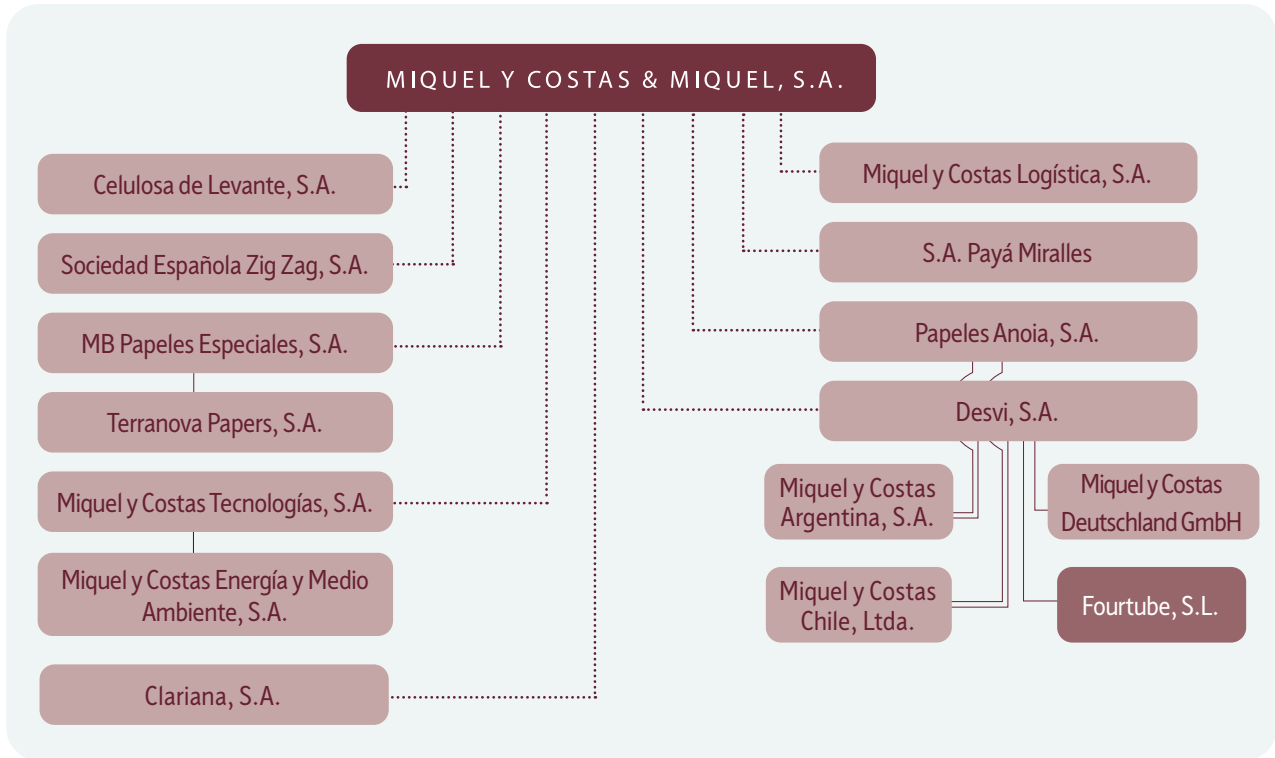 MIQUEL Y COSTAS & MIQUEL, S.A.
Celulosa de Levante, S.A.
Sociedad Española Zig Zag, S.A.
MB Papeles Especiales, S.A.
Terranova Papers, S.A.
Miquel y Costas Tecnologías, S.A.
Miquel y Costas Energía y Medio
Ambiente, S.A.
Clariana, S.A.
Miquel y Costas Logística, S.A.
S.A. Payá Miralles
Papeles Anoia, S.A.
Desvi, S.A.
Miquel y Costas
Argentina, S.A.
Miquel y Costas
Deutschland GmbH
Miquel y Costas
Chile, Ltda.
Fourtube, S.L.